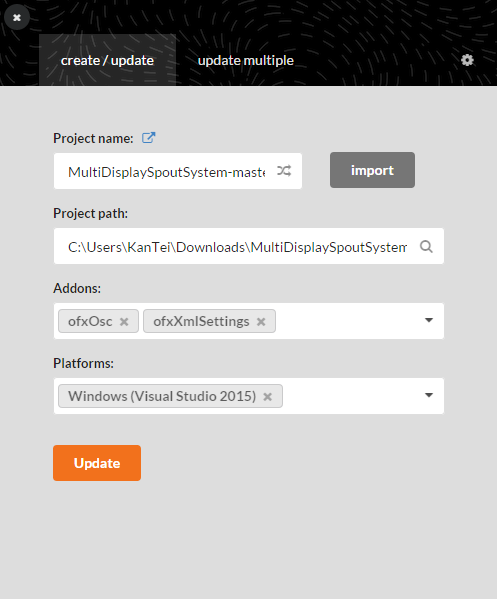 create / update
update multiple
Project name:
MultiDisplaySpoutSystem-maste
import
Project path:
C:\Users\KanTei\Downloads\MultiDisplaySpoutSystem
Addons:
ofxOsc
ofxXmlSettings
Platforms:
Windows (Visual Studio 2015)
Update